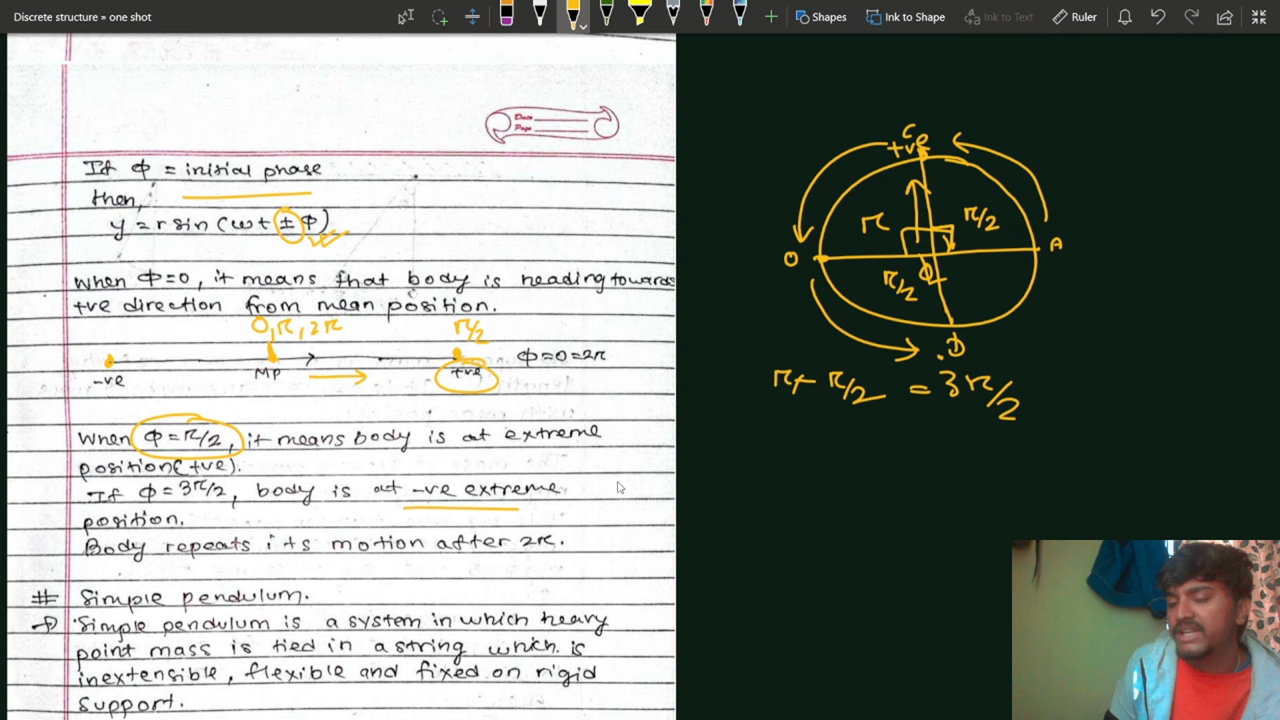 Discrete structure » one shot
Shapes
Ink to Shape
Ink to Text
Ruler
Date
Page
If Φ = initial phase
then,
y = r sin (ωt ± Φ)
When Φ=0, it means that body is heading towards
+ve direction from mean position.
0, π, 2π
π/2
-ve
MP
+ve
Φ=0=2π
When Φ=π/2, it means body is at extreme
position(+ve).
If Φ=3π/2, body is at -ve extreme
position.
Body repeats its motion after 2π.
# Simple pendulum.
→ Simple pendulum is a system in which heavy
point mass is tied in a string which is
inextensible, flexible and fixed on rigid
support.
C
+ve
π
π/2
O
A
π/2
D
π+π/2 = 3π/2